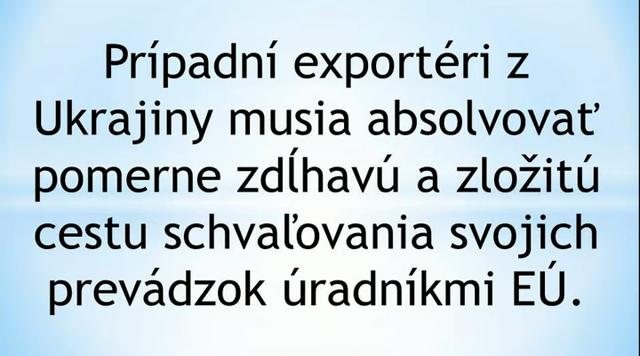 Prípadní exportéri z
Ukrajiny musia absolvovať
pomerne zdĺhavú a zložitú
cestu schvaľovania svojich
prevádzok úradníkmi EÚ.